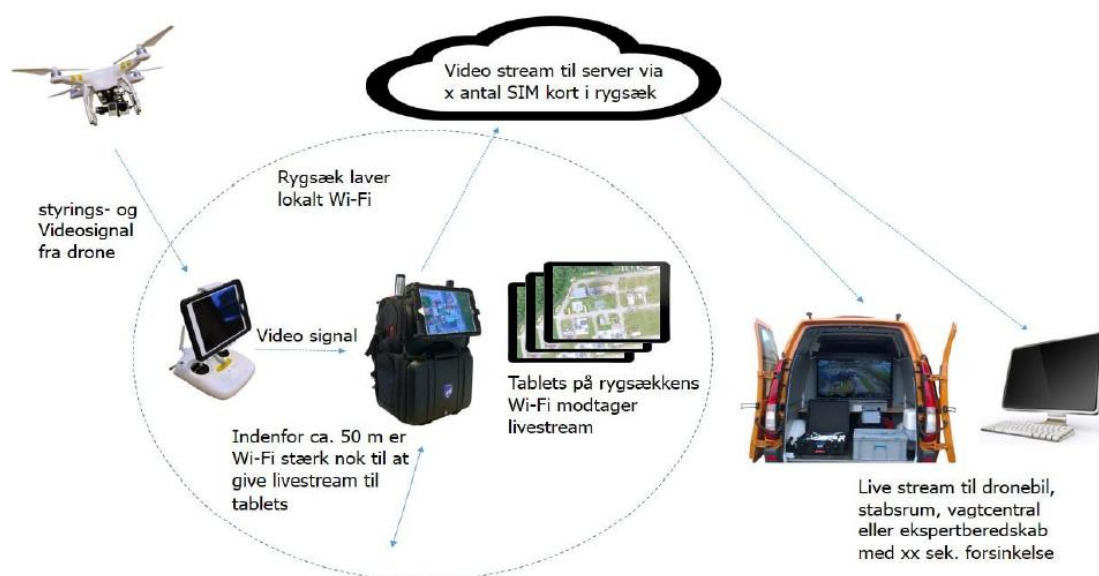 Video stream til server via
x antal SIM kort i rygsæk
Rygsæk laver
lokalt Wi-Fi
styrings- og
Videosignal
fra drone
Video signal
Tablets på rygsækkens
Wi-Fi modtager
livestream
Indenfor ca. 50 m er
Wi-Fi stærk nok til at
give livestream til
tablets
Live stream til dronebil,
stabsrum, vagtcentral
eller ekspertberedskab
med xx sek. forsinkelse